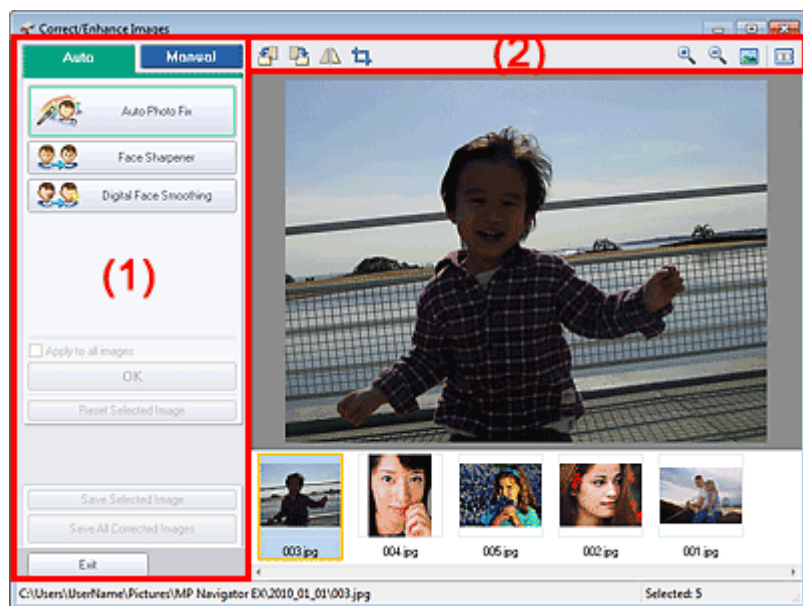 Correct/Enhance Images
Auto Manual
(2)
Auto Photo Fix
Face Sharpener
Digital Face Smoothing
(1)
Apply to all images
OK
Reset Selected Image
Save Selected Image
Save All Corrected Images
Exit
003.jpg 004.jpg 005.jpg 002.jpg 001.jpg
C:\Users\UserName\Pictures\MP Navigator EX\2010_01_01\003.jpg Selected: 5